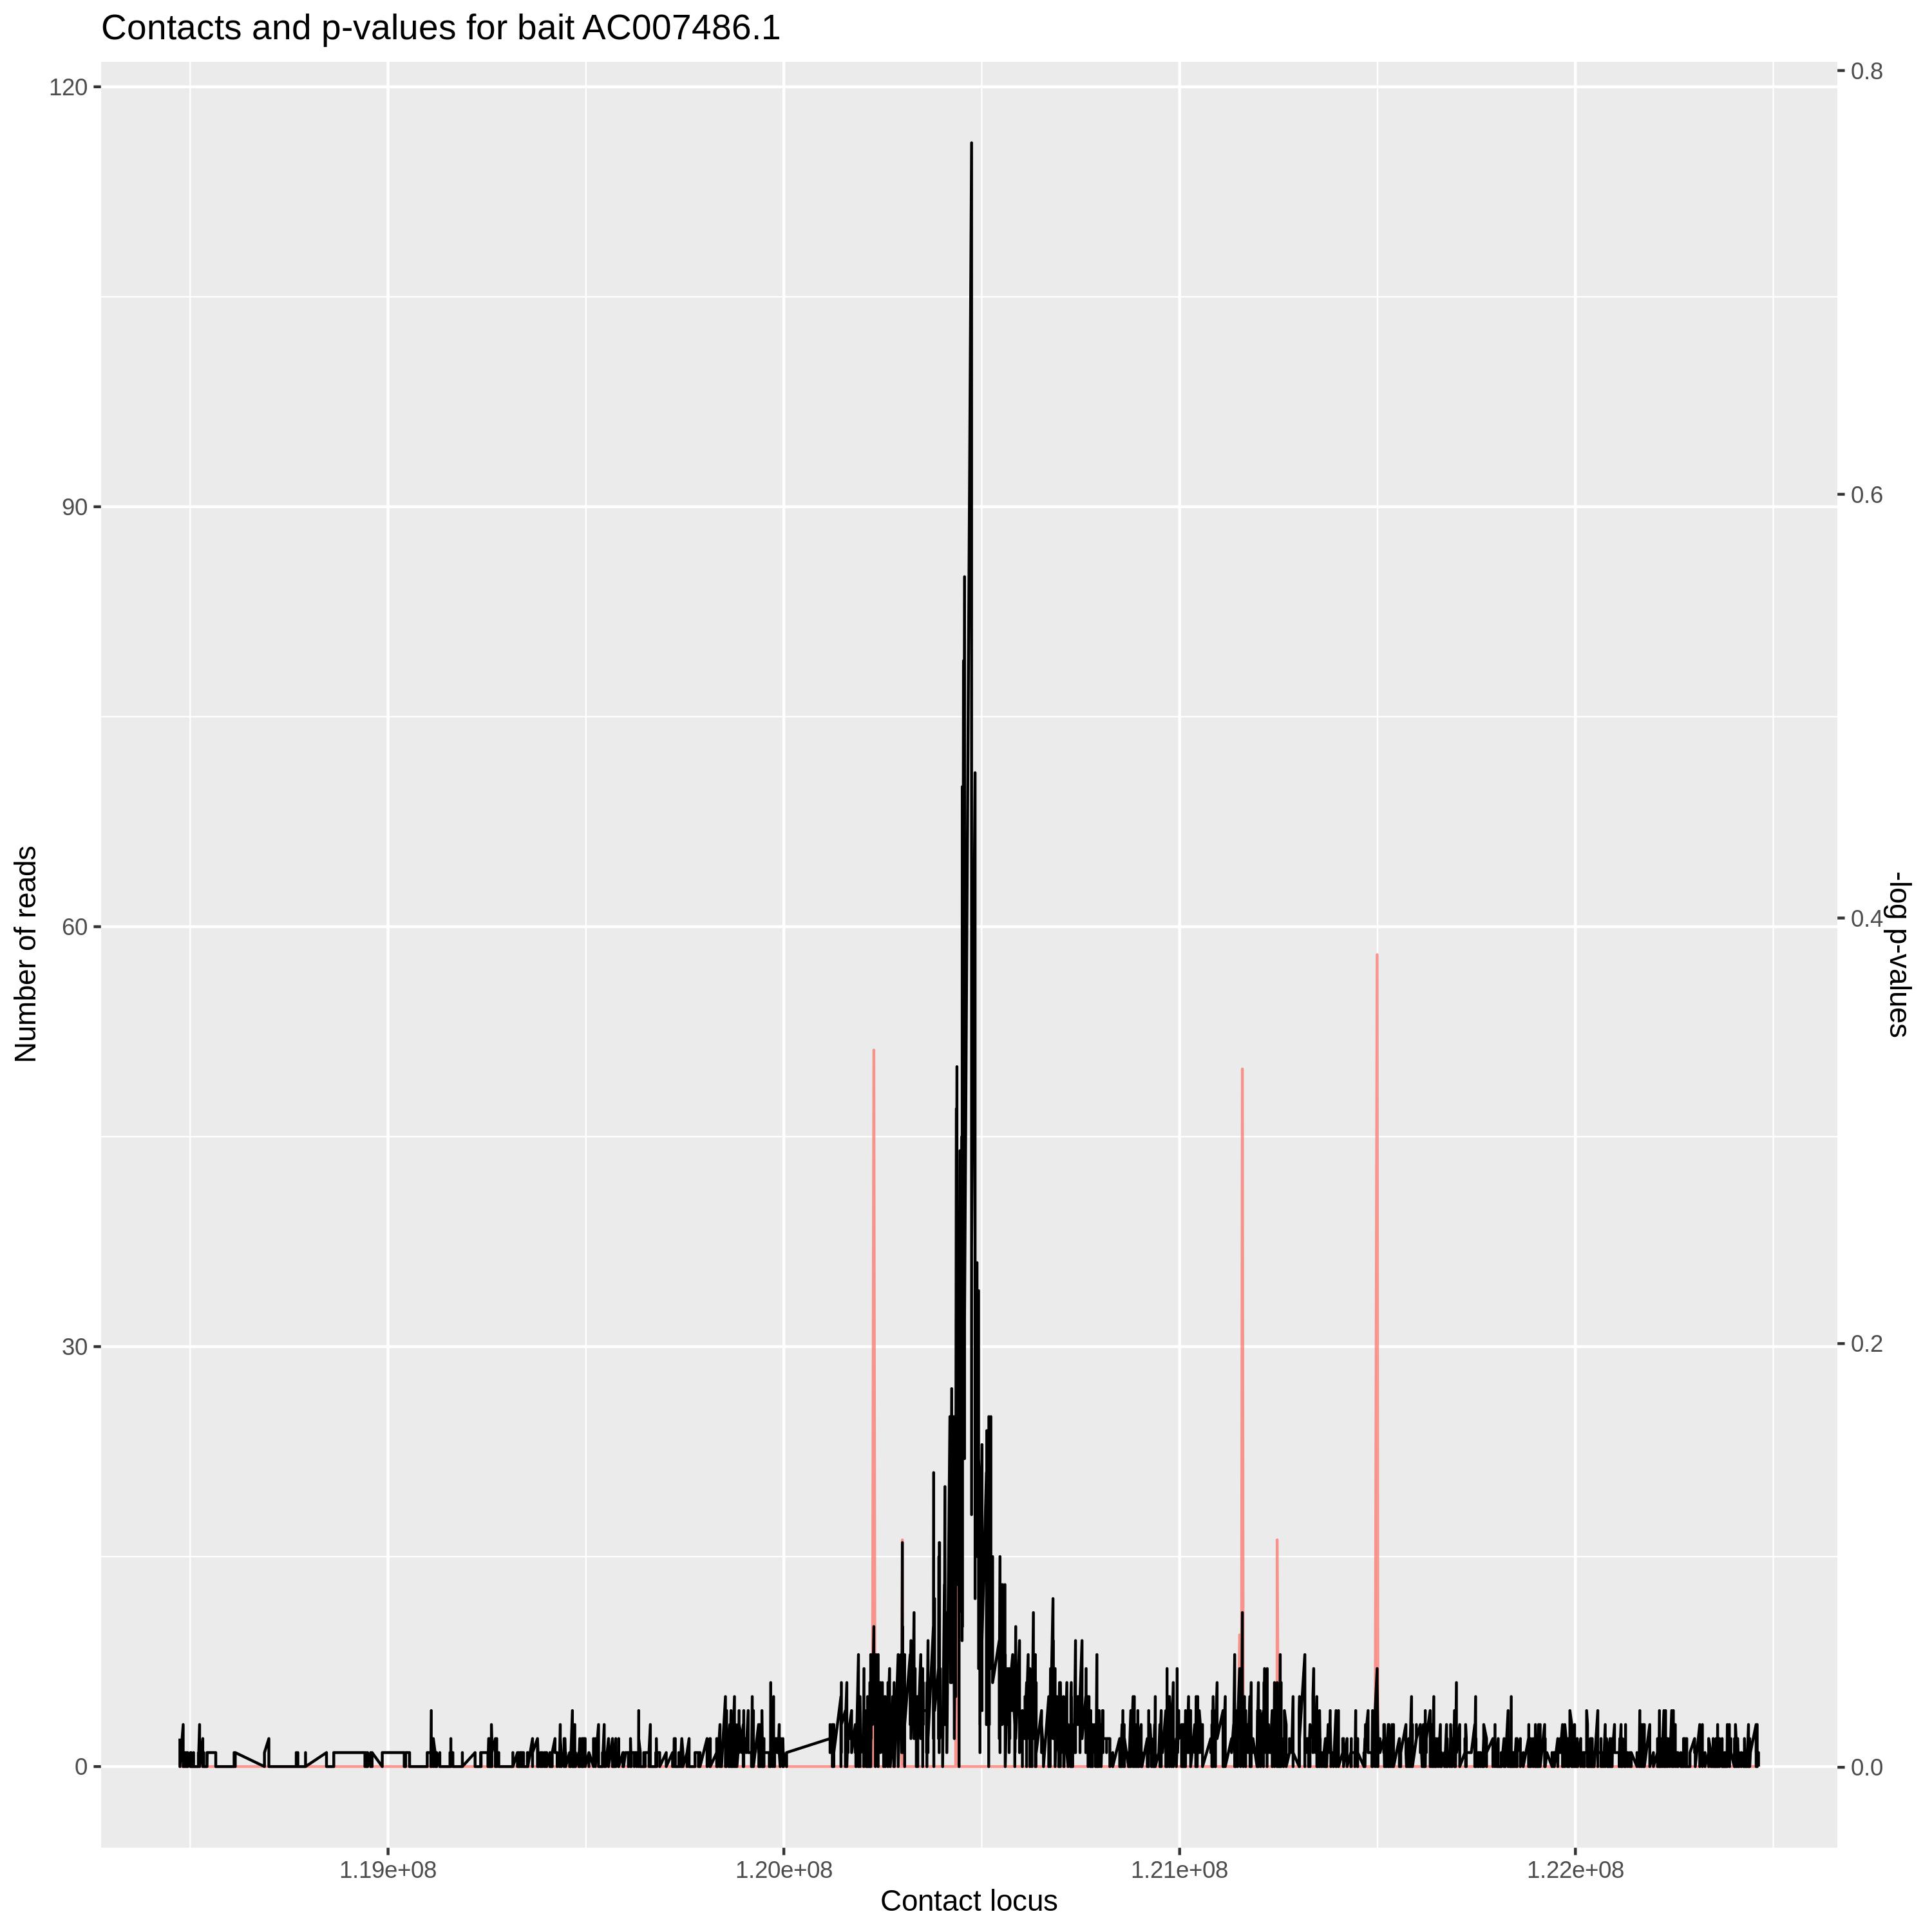 Contacts and p-values for bait AC007486.1
120
90
60
30
0
Number of reads
0.8
0.6
0.4
0.2
0.0
-log p-values
1.19e+08
1.20e+08
1.21e+08
1.22e+08
Contact locus